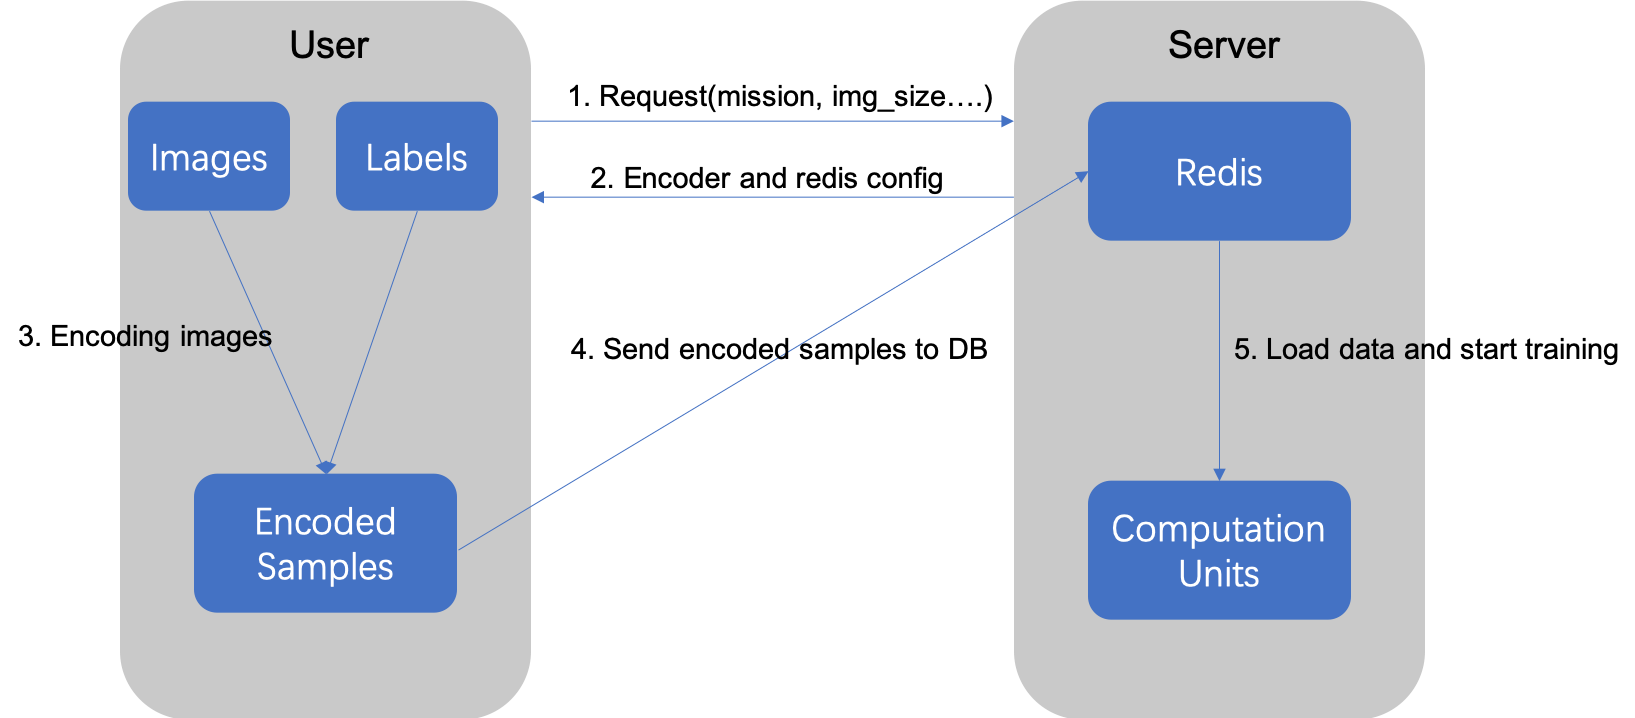 User
Server
1. Request(mission, img_size....)
Images
Labels
Redis
2. Encoder and redis config
3. Encoding images
4. Send encoded samples to DB
5. Load data and start training
Encoded
Samples
Computation
Units